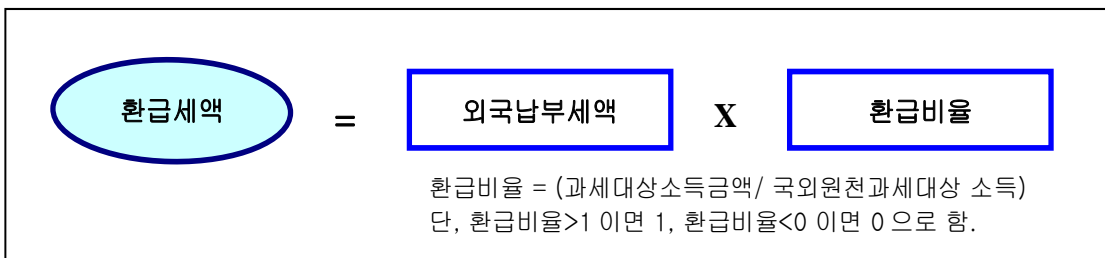 환급세액 = 외국납부세액 X 환급비율
환급비율 = (과세대상소득금액/ 국외원천과세대상 소득)
단, 환급비율>1 이면 1, 환급비율<0 이면 0 으로 함.